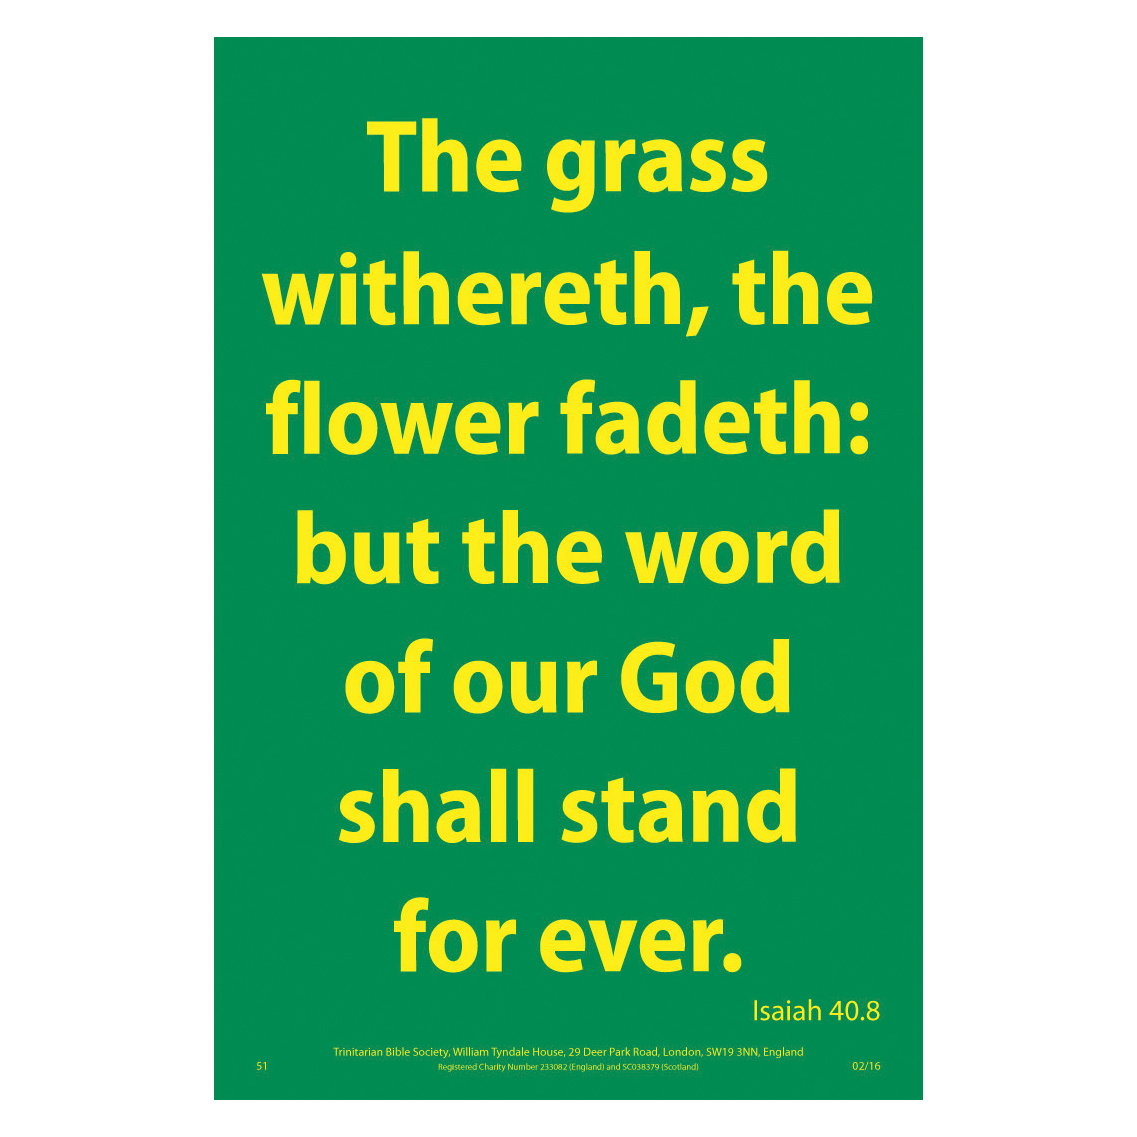 The grass
withereth, the
flower fadeth:
but the word
of our God
shall stand
for ever.
Isaiah 40.8
Trinitarian Bible Society, William Tyndale House, 29 Deer Park Road, London, SW19 3NN, England
51 Registered Charity Number 233082 (England) and SC038379 (Scotland) 02/16